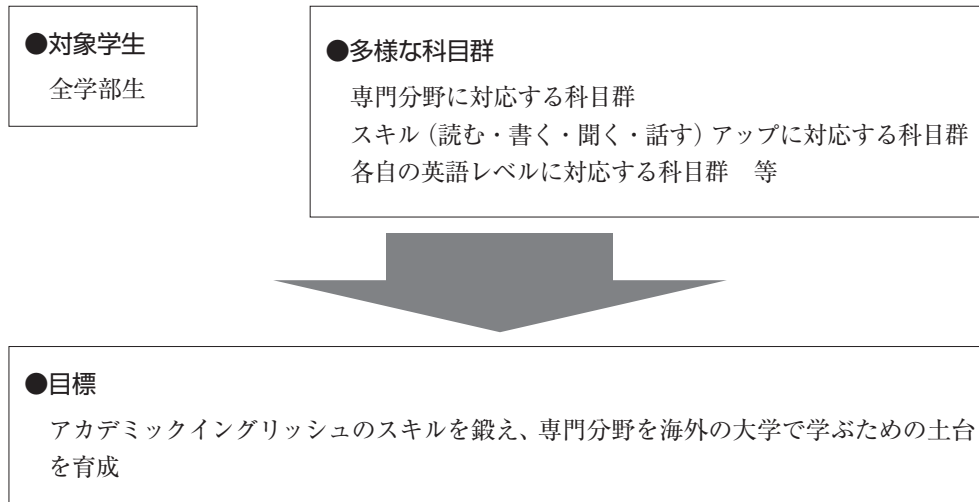 ●対象学生
全学部生
●多様な科目群
専門分野に対応する科目群
スキル（読む・書く・聞く・話す）アップに対応する科目群
各自の英語レベルに対応する科目群　等
●目標
アカデミックイングリッシュのスキルを鍛え、専門分野を海外の大学で学ぶための土台
を育成